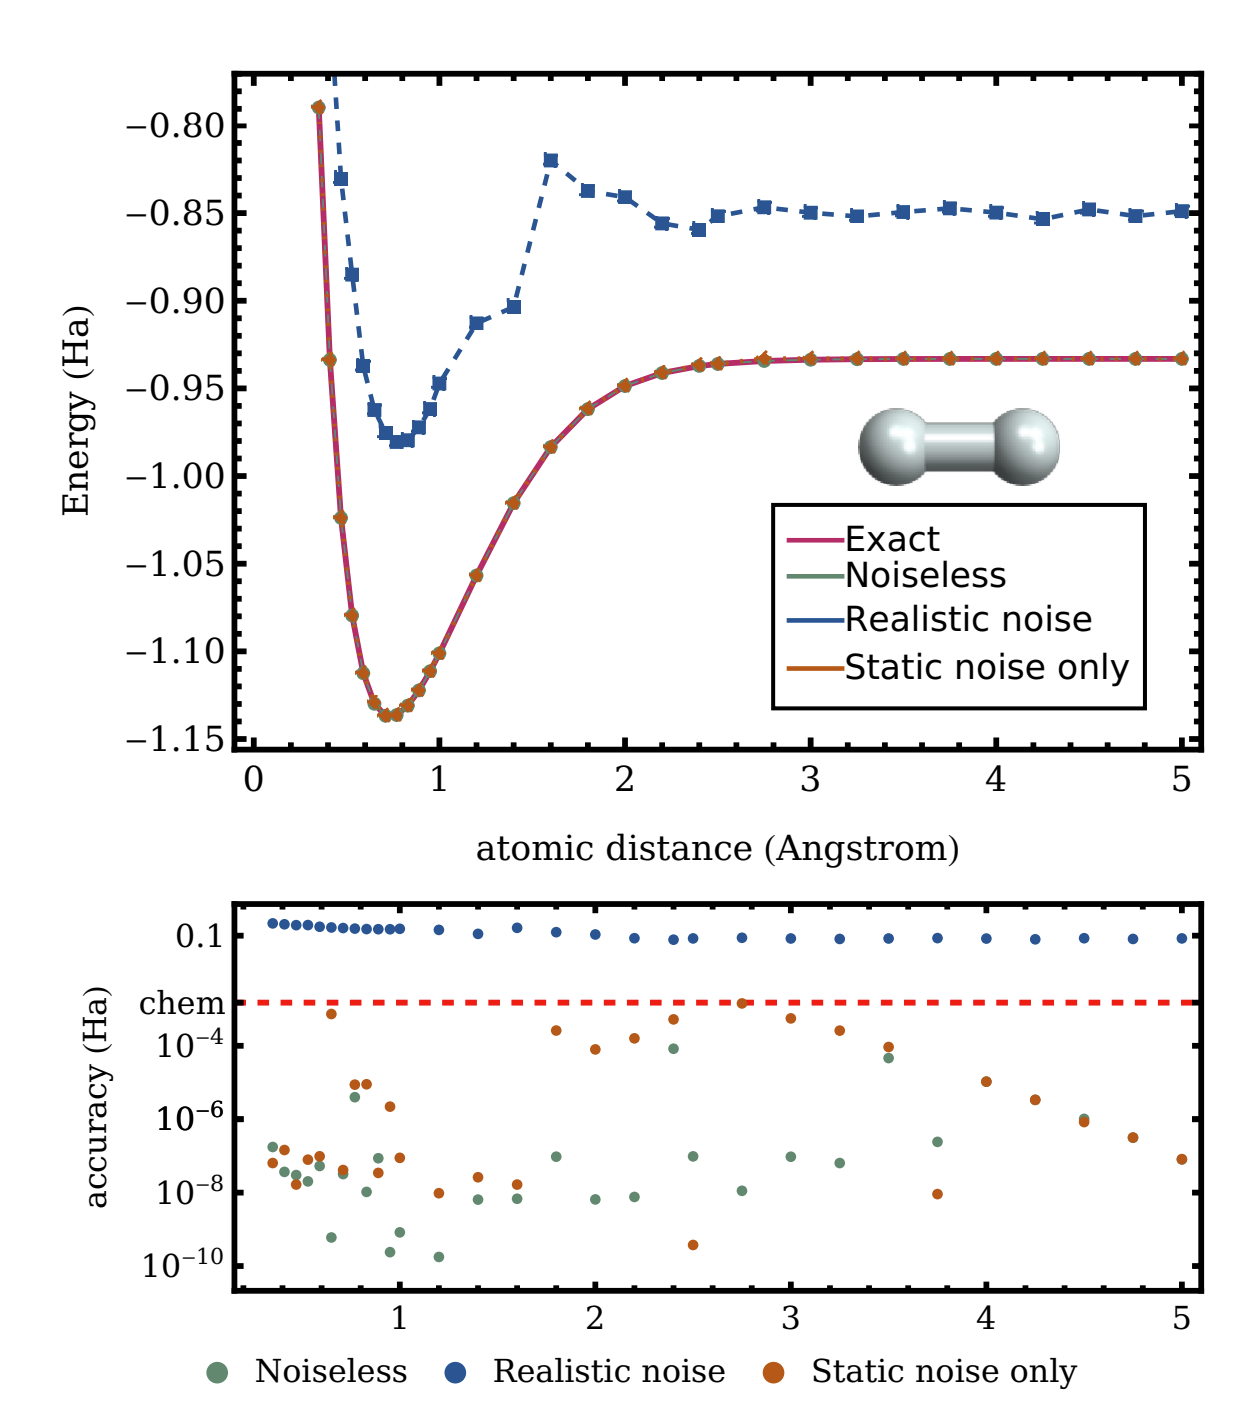 −0.80
−0.85
−0.90
−0.95
−1.00
−1.05
−1.10
−1.15
Energy (Ha)
Exact
Noiseless
Realistic noise
Static noise only
0 1 2 3 4 5
atomic distance (Angstrom)
0.1
chem
10⁻⁴
10⁻⁶
10⁻⁸
10⁻¹⁰
accuracy (Ha)
1 2 3 4 5
Noiseless Realistic noise Static noise only